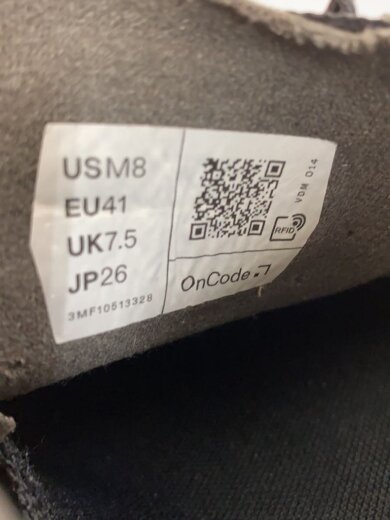 USM8
EU41
UK7.5
JP26
3MF10513328
VDM 014
RFID
OnCode